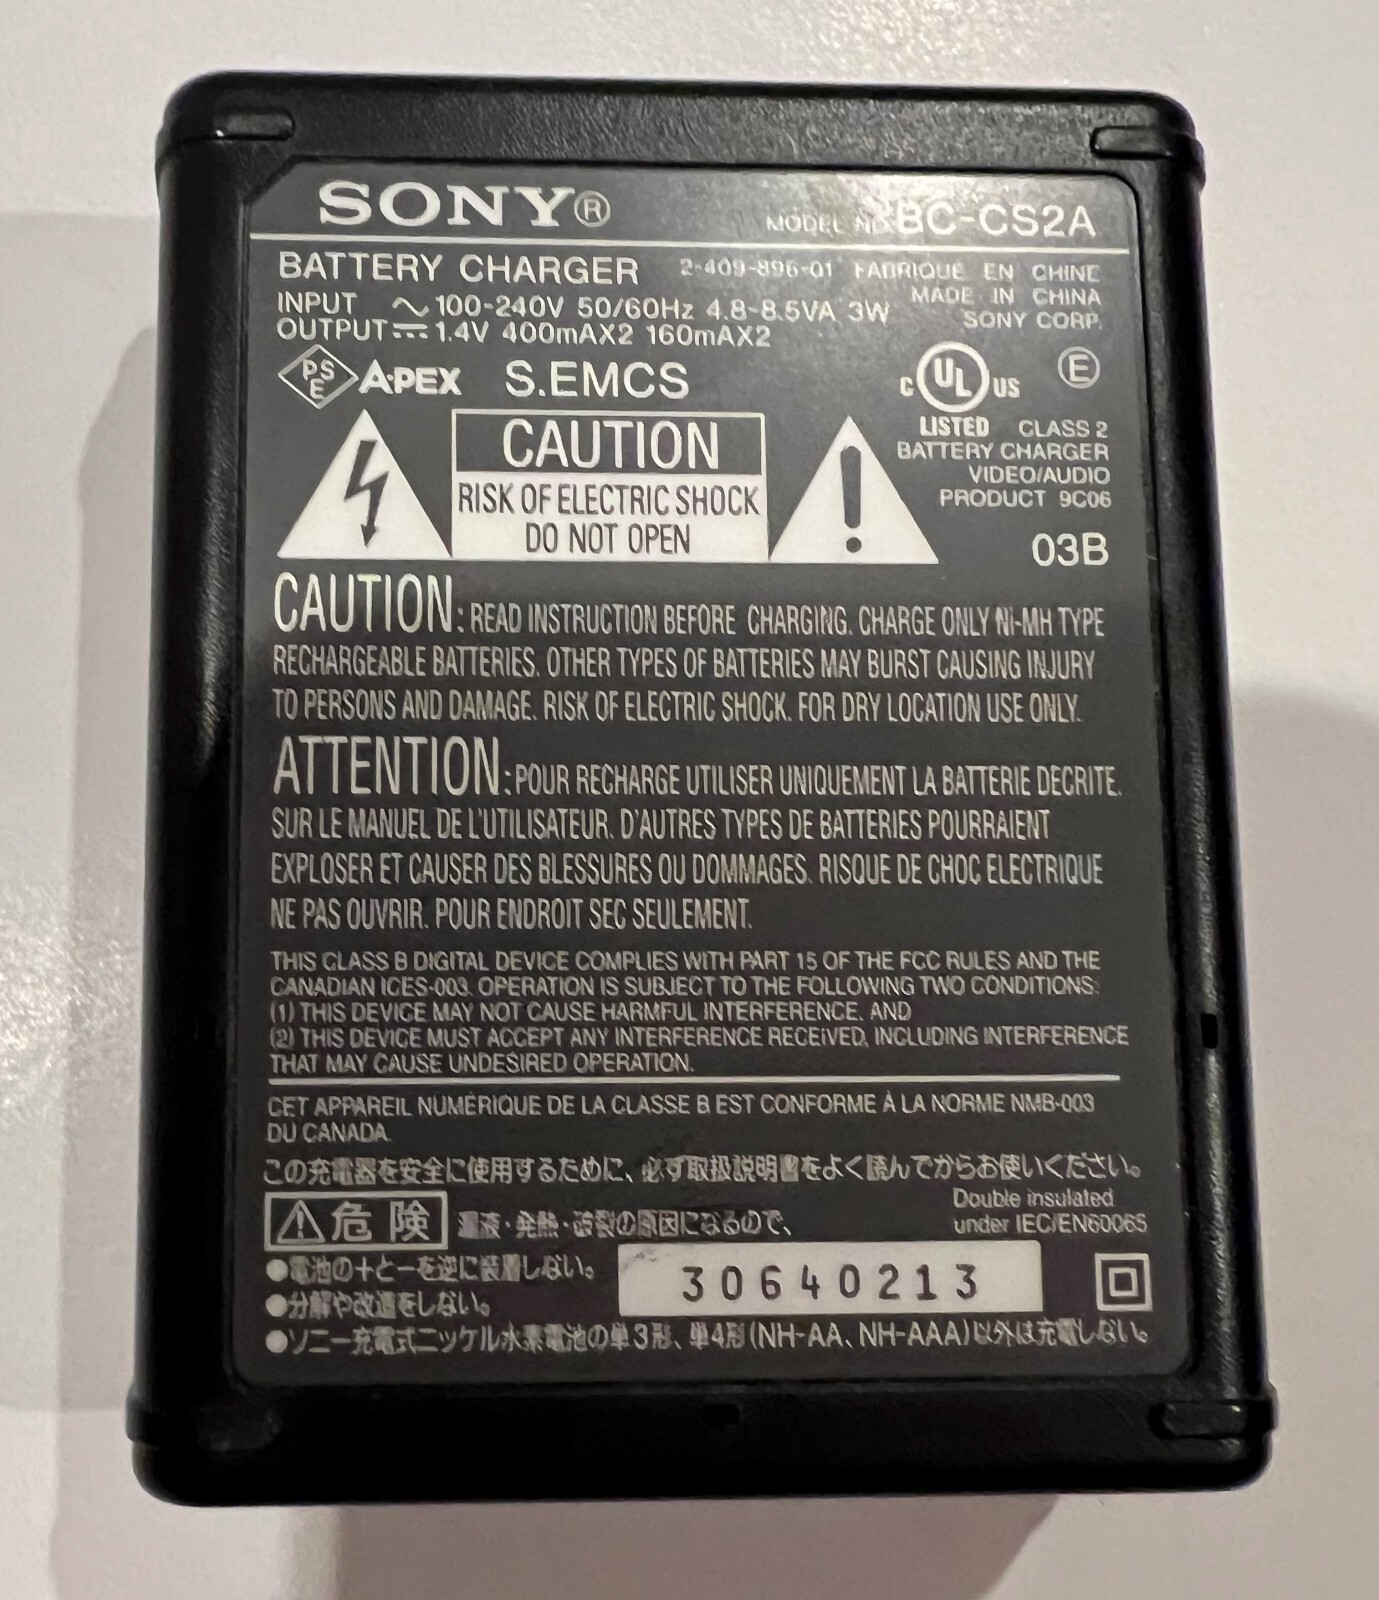 SONY®
MODEL NO. BC-CS2A
BATTERY CHARGER 2-409-896-01 FABRIQUÉ EN CHINE
INPUT ∼100-240V 50/60Hz 4.8-8.5VA 3W MADE IN CHINA
OUTPUT⎓1.4V 400mAX2 160mAX2 SONY CORP.
PSE A·PEX S.EMCS
C UL US E
LISTED CLASS 2
BATTERY CHARGER
VIDEO/AUDIO
PRODUCT 9C06
03B
CAUTION
RISK OF ELECTRIC SHOCK
DO NOT OPEN
CAUTION: READ INSTRUCTION BEFORE CHARGING. CHARGE ONLY Ni-MH TYPE
RECHARGEABLE BATTERIES. OTHER TYPES OF BATTERIES MAY BURST CAUSING INJURY
TO PERSONS AND DAMAGE. RISK OF ELECTRIC SHOCK. FOR DRY LOCATION USE ONLY.
ATTENTION: POUR RECHARGE UTILISER UNIQUEMENT LA BATTERIE DECRITE.
SUR LE MANUEL DE L'UTILISATEUR. D'AUTRES TYPES DE BATTERIES POURRAIENT
EXPLOSER ET CAUSER DES BLESSURES OU DOMMAGES. RISQUE DE CHOC ELECTRIQUE
NE PAS OUVRIR. POUR ENDROIT SEC SEULEMENT.
THIS CLASS B DIGITAL DEVICE COMPLIES WITH PART 15 OF THE FCC RULES AND THE
CANADIAN ICES-003. OPERATION IS SUBJECT TO THE FOLLOWING TWO CONDITIONS:
(1) THIS DEVICE MAY NOT CAUSE HARMFUL INTERFERENCE, AND
(2) THIS DEVICE MUST ACCEPT ANY INTERFERENCE RECEIVED, INCLUDING INTERFERENCE
THAT MAY CAUSE UNDESIRED OPERATION.
CET APPAREIL NUMÉRIQUE DE LA CLASSE B EST CONFORME À LA NORME NMB-003
DU CANADA.
この充電器を安全に使用するために、必ず取扱説明書をよく読んでからお使いください。
危険 漏液・発熱・破裂の原因になるので、
Double insulated
under IEC/EN60065
●電池の＋と－を逆に装着しない。
●分解や改造をしない。
30640213
●ソニー充電式ニッケル水素電池の単3形、単4形(NH-AA、NH-AAA)以外は充電しない。